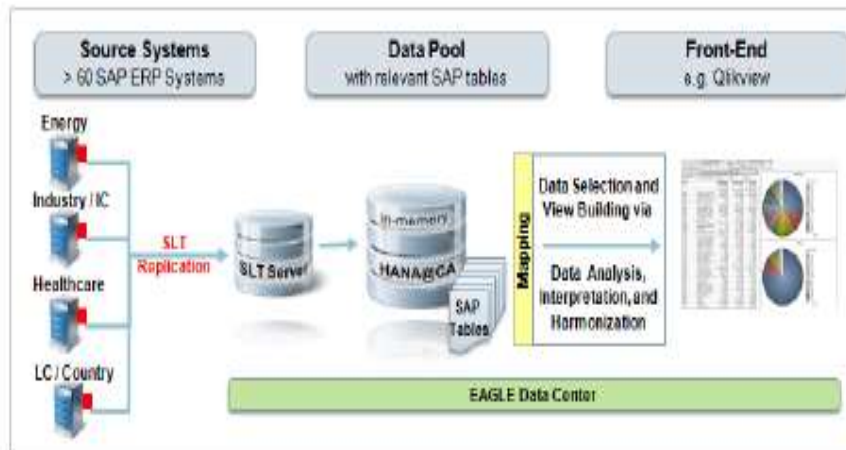 Source Systems
> 60 SAP ERP Systems
Data Pool
with relevant SAP tables
Front-End
e.g. Qlikview
Energy
Industry / IC
Healthcare
LC / Country
SLT
Replication
SLT Server
in-memory
HANA@CA
SAP
Tables
Mapping
Data Selection and
View Building via
Data Analysis,
Interpretation, and
Harmonization
EAGLE Data Center